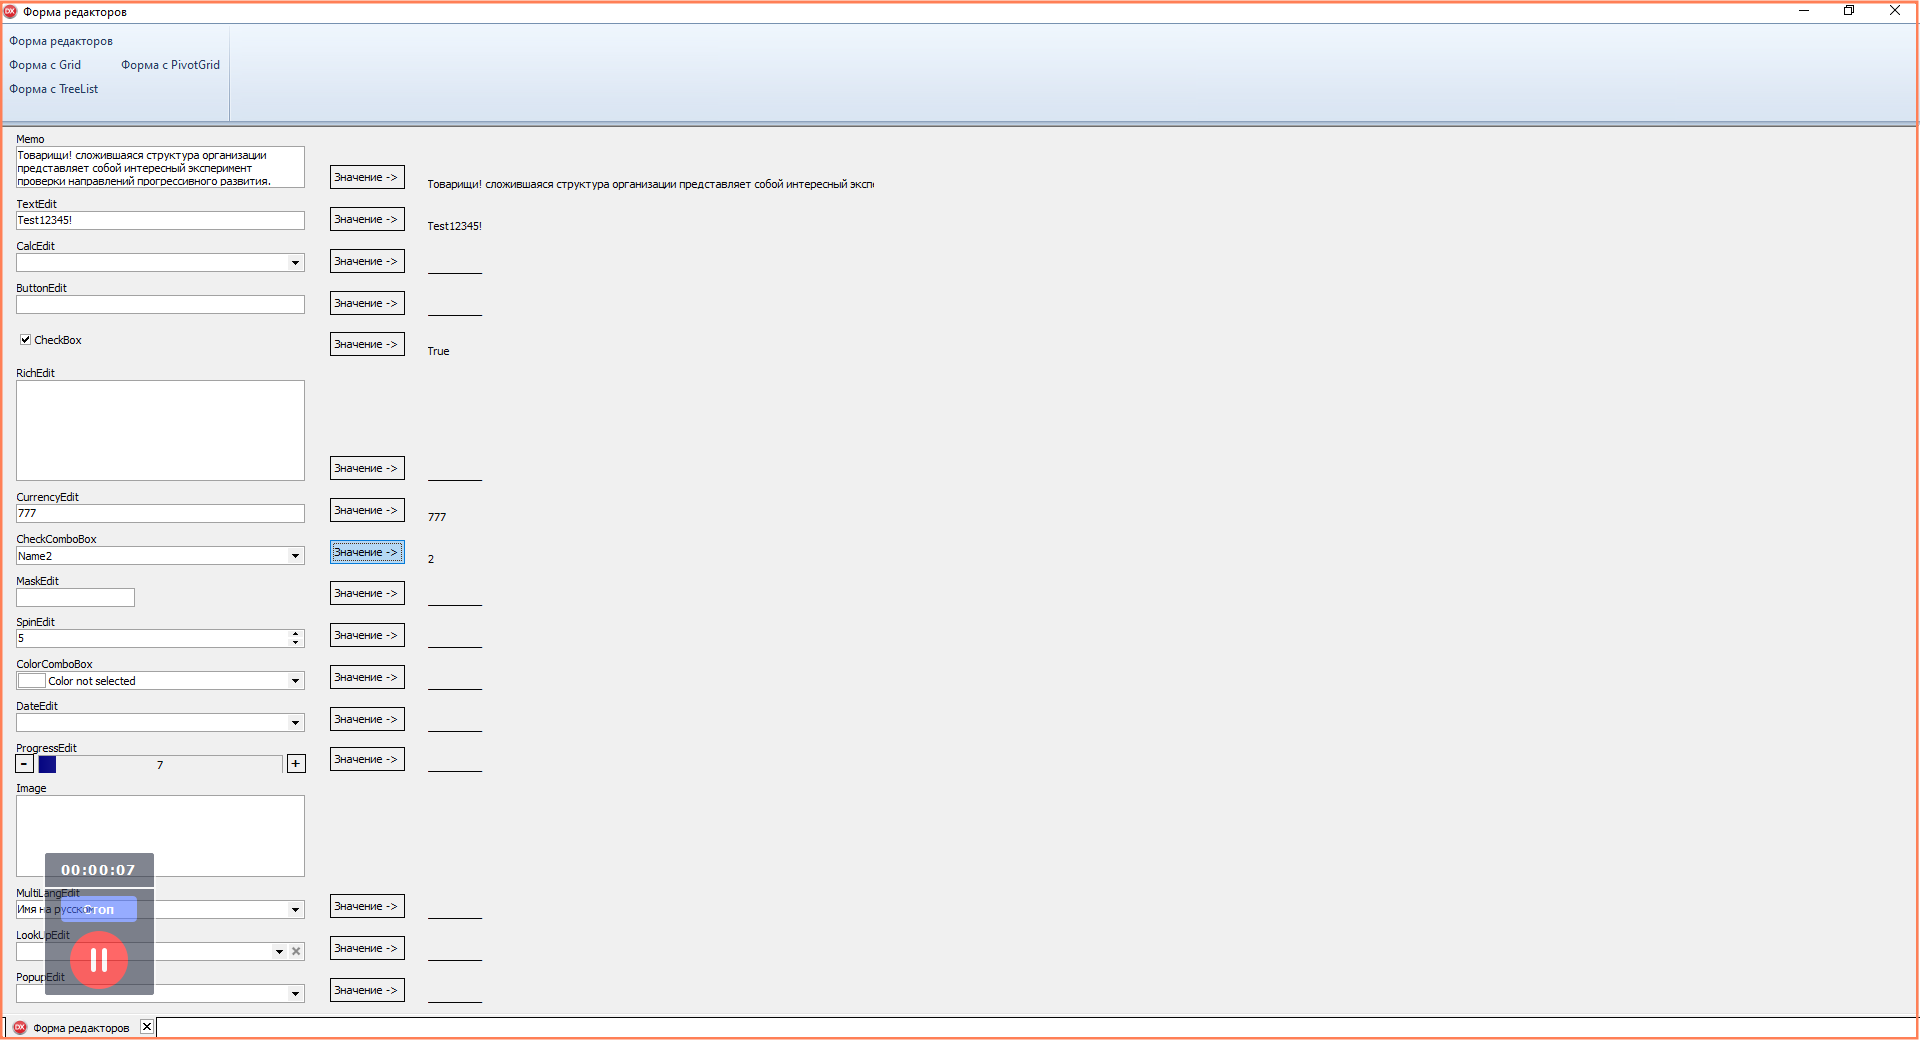 Форма редакторов
Форма редакторов
Форма с Grid
Форма с PivotGrid
Форма с TreeList
Memo
Товарищи! сложившаяся структура организации
представляет собой интересный эксперимент
проверки направлений прогрессивного развития.
Значение ->
Товарищи! сложившаяся структура организации представляет собой интересный эксп
TextEdit
Test12345!
Значение ->
Test12345!
CalcEdit
Значение ->
ButtonEdit
Значение ->
CheckBox
Значение ->
True
RichEdit
Значение ->
CurrencyEdit
777
Значение ->
777
CheckComboBox
Name2
Значение ->
2
MaskEdit
Значение ->
SpinEdit
5
Значение ->
ColorComboBox
Color not selected
Значение ->
DateEdit
Значение ->
ProgressEdit
-
7
+
Значение ->
Image
00:00:07
MultiLangEdit
Имя на русском
Стоп
Значение ->
LookUpEdit
Значение ->
PopupEdit
Значение ->
Форма редакторов